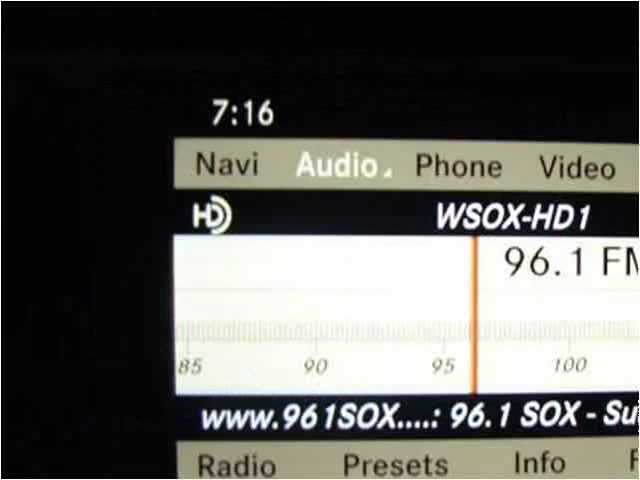 7:16
Navi Audio Phone Video
HD WSOX-HD1
96.1 FM
85 90 95 100
www.961SOX....: 96.1 SOX - Su
Radio Presets Info